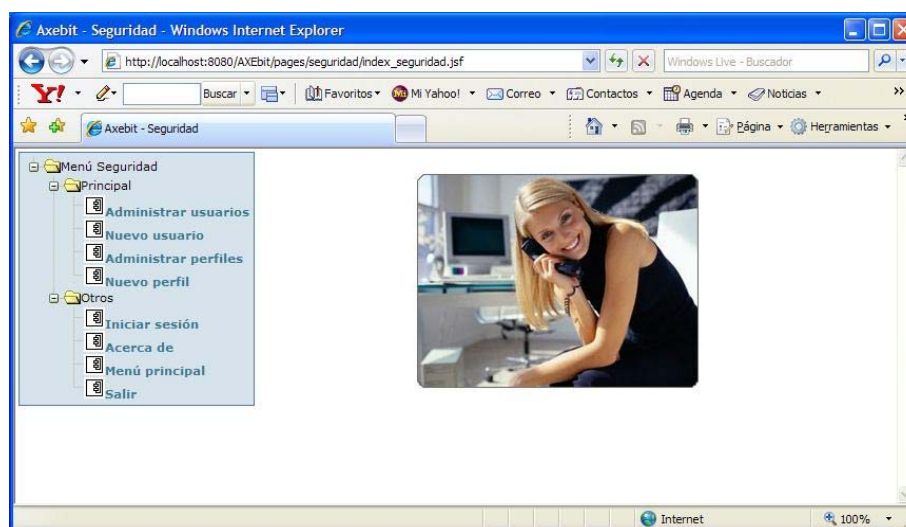 Axebit - Seguridad - Windows Internet Explorer
http://localhost:8080/AXEbit/pages/seguridad/index_seguridad.jsf
Windows Live - Buscador
Y! Buscar Favoritos Mi Yahoo! Correo Contactos Agenda Noticias »
Axebit - Seguridad
Página Herramientas »
Menú Seguridad
Principal
Administrar usuarios
Nuevo usuario
Administrar perfiles
Nuevo perfil
Otros
Iniciar sesión
Acerca de
Menú principal
Salir
Internet 100%